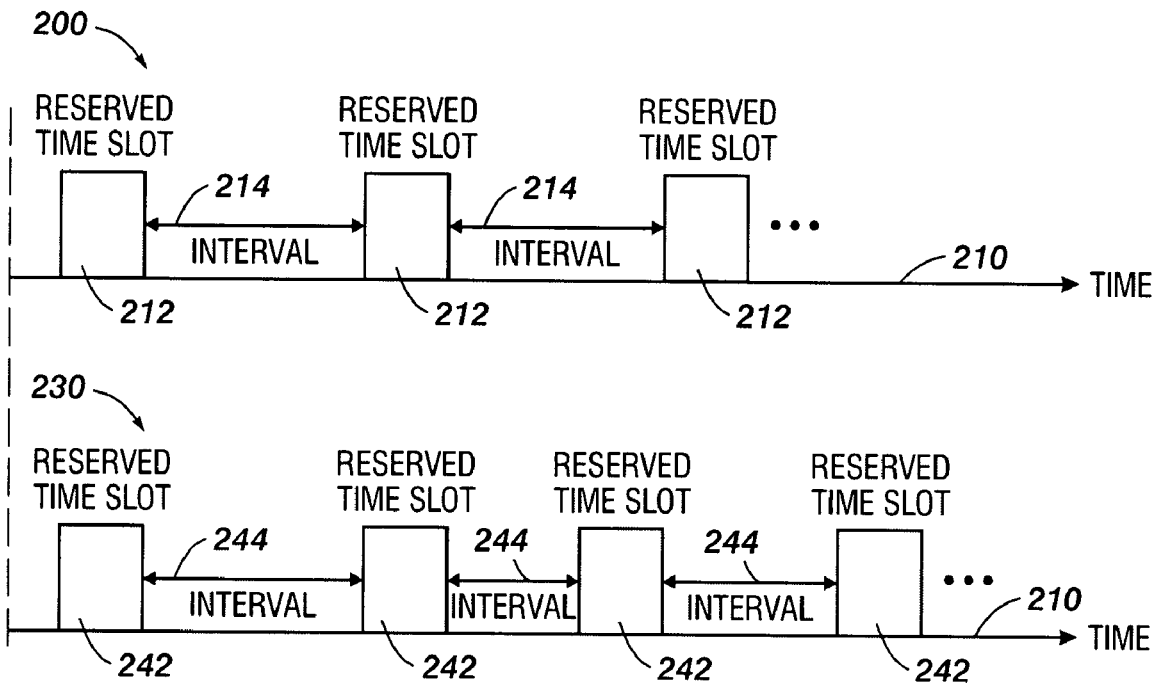 200
RESERVED RESERVED RESERVED
TIME SLOT TIME SLOT TIME SLOT
214 214
INTERVAL INTERVAL
210
TIME
212 212 212
230
RESERVED RESERVED RESERVED RESERVED
TIME SLOT TIME SLOT TIME SLOT TIME SLOT
244 244 244
INTERVAL INTERVAL INTERVAL
210
TIME
242 242 242 242